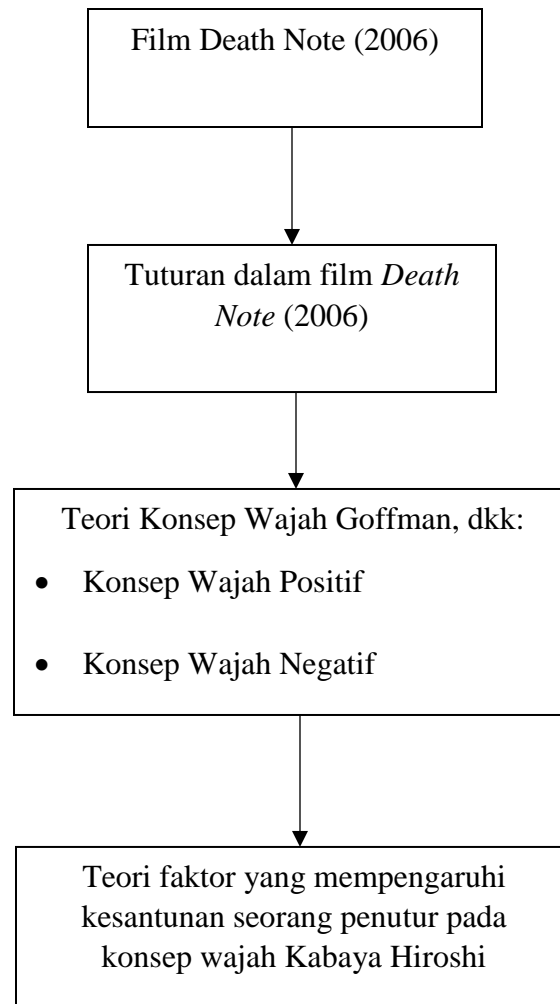 Film Death Note (2006)
Tuturan dalam film Death
Note (2006)
Teori Konsep Wajah Goffman, dkk:
• Konsep Wajah Positif
• Konsep Wajah Negatif
Teori faktor yang mempengaruhi
kesantunan seorang penutur pada
konsep wajah Kabaya Hiroshi